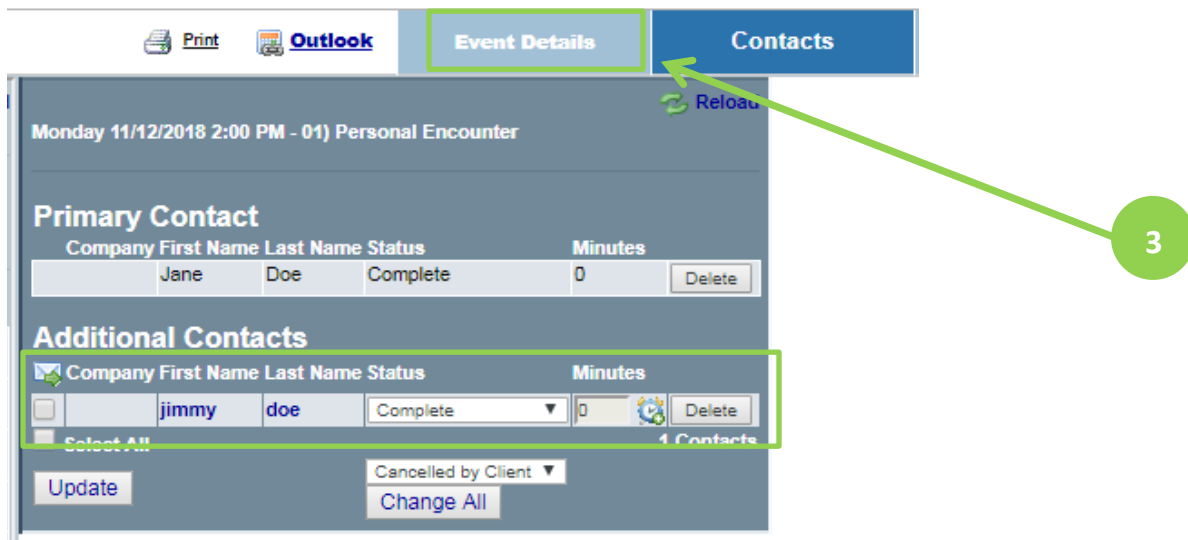 Print Outlook Event Details Contacts
Reload
Monday 11/12/2018 2:00 PM - 01) Personal Encounter
3
Primary Contact
Company First Name Last Name Status Minutes
Jane Doe Complete 0 Delete
Additional Contacts
Company First Name Last Name Status Minutes
jimmy doe Complete 0 Delete
Select All 1 Contacts
Cancelled by Client
Update
Change All